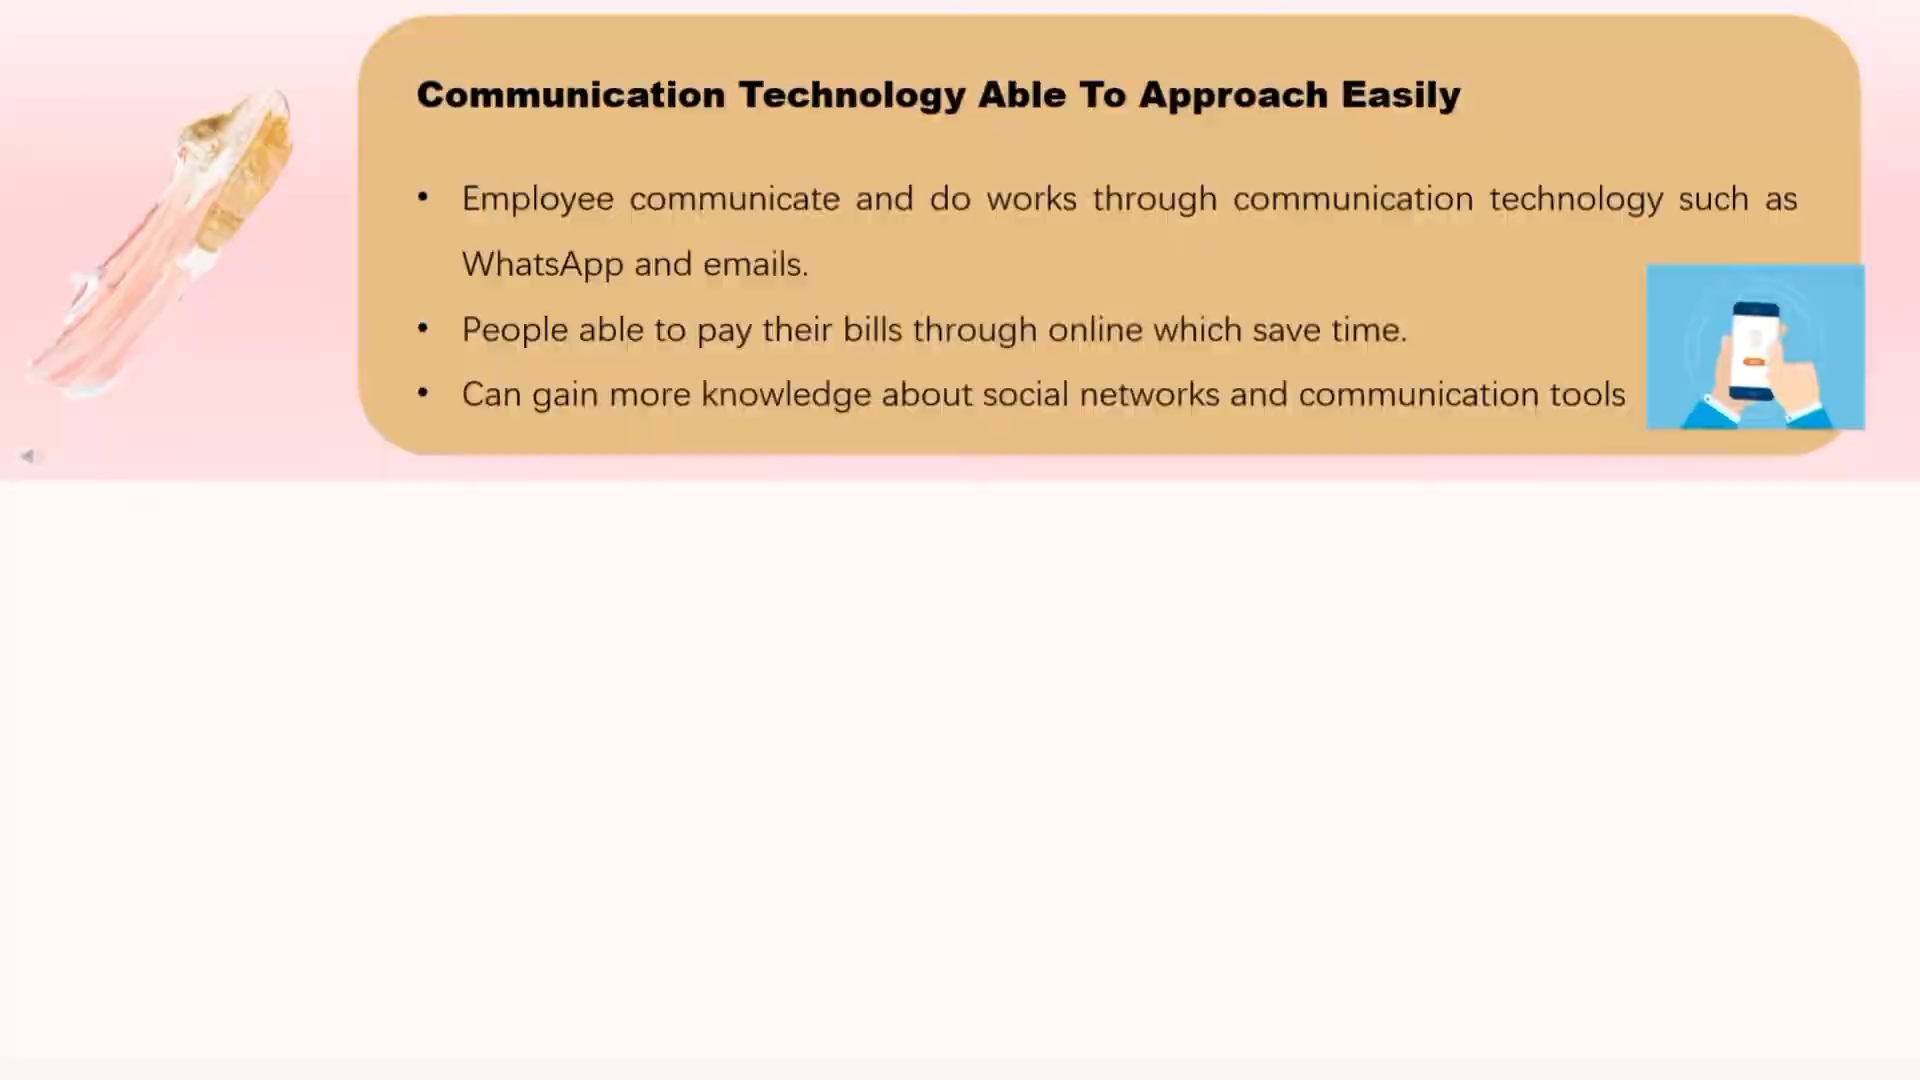 Communication Technology Able To Approach Easily
• Employee communicate and do works through communication technology such as
WhatsApp and emails.
• People able to pay their bills through online which save time.
• Can gain more knowledge about social networks and communication tools